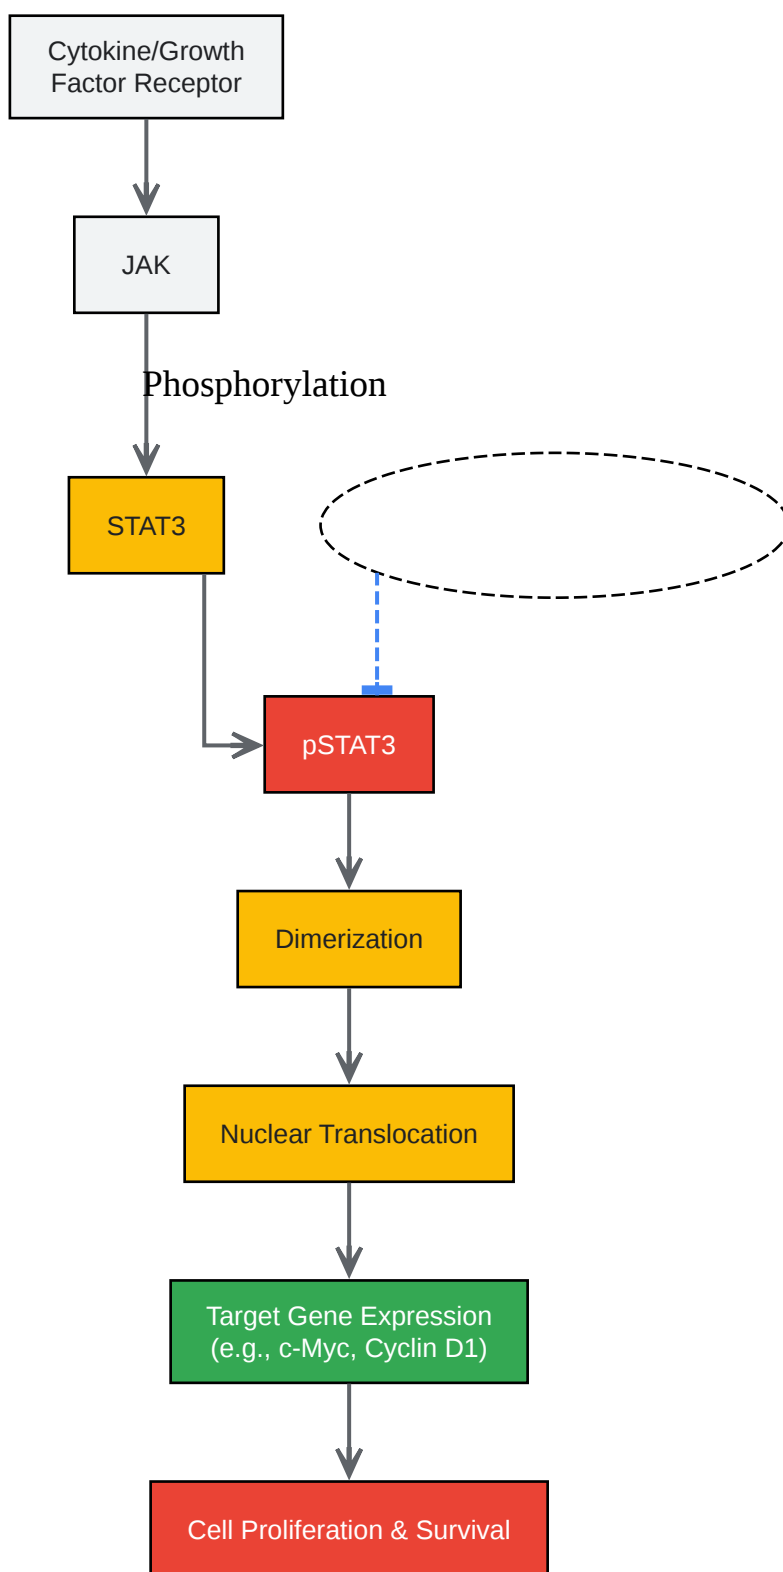 Cytokine/Growth
Factor Receptor
JAK
Phosphorylation
STAT3
pSTAT3
Dimerization
Nuclear Translocation
Target Gene Expression
(e.g., c-Myc, Cyclin D1)
Cell Proliferation & Survival